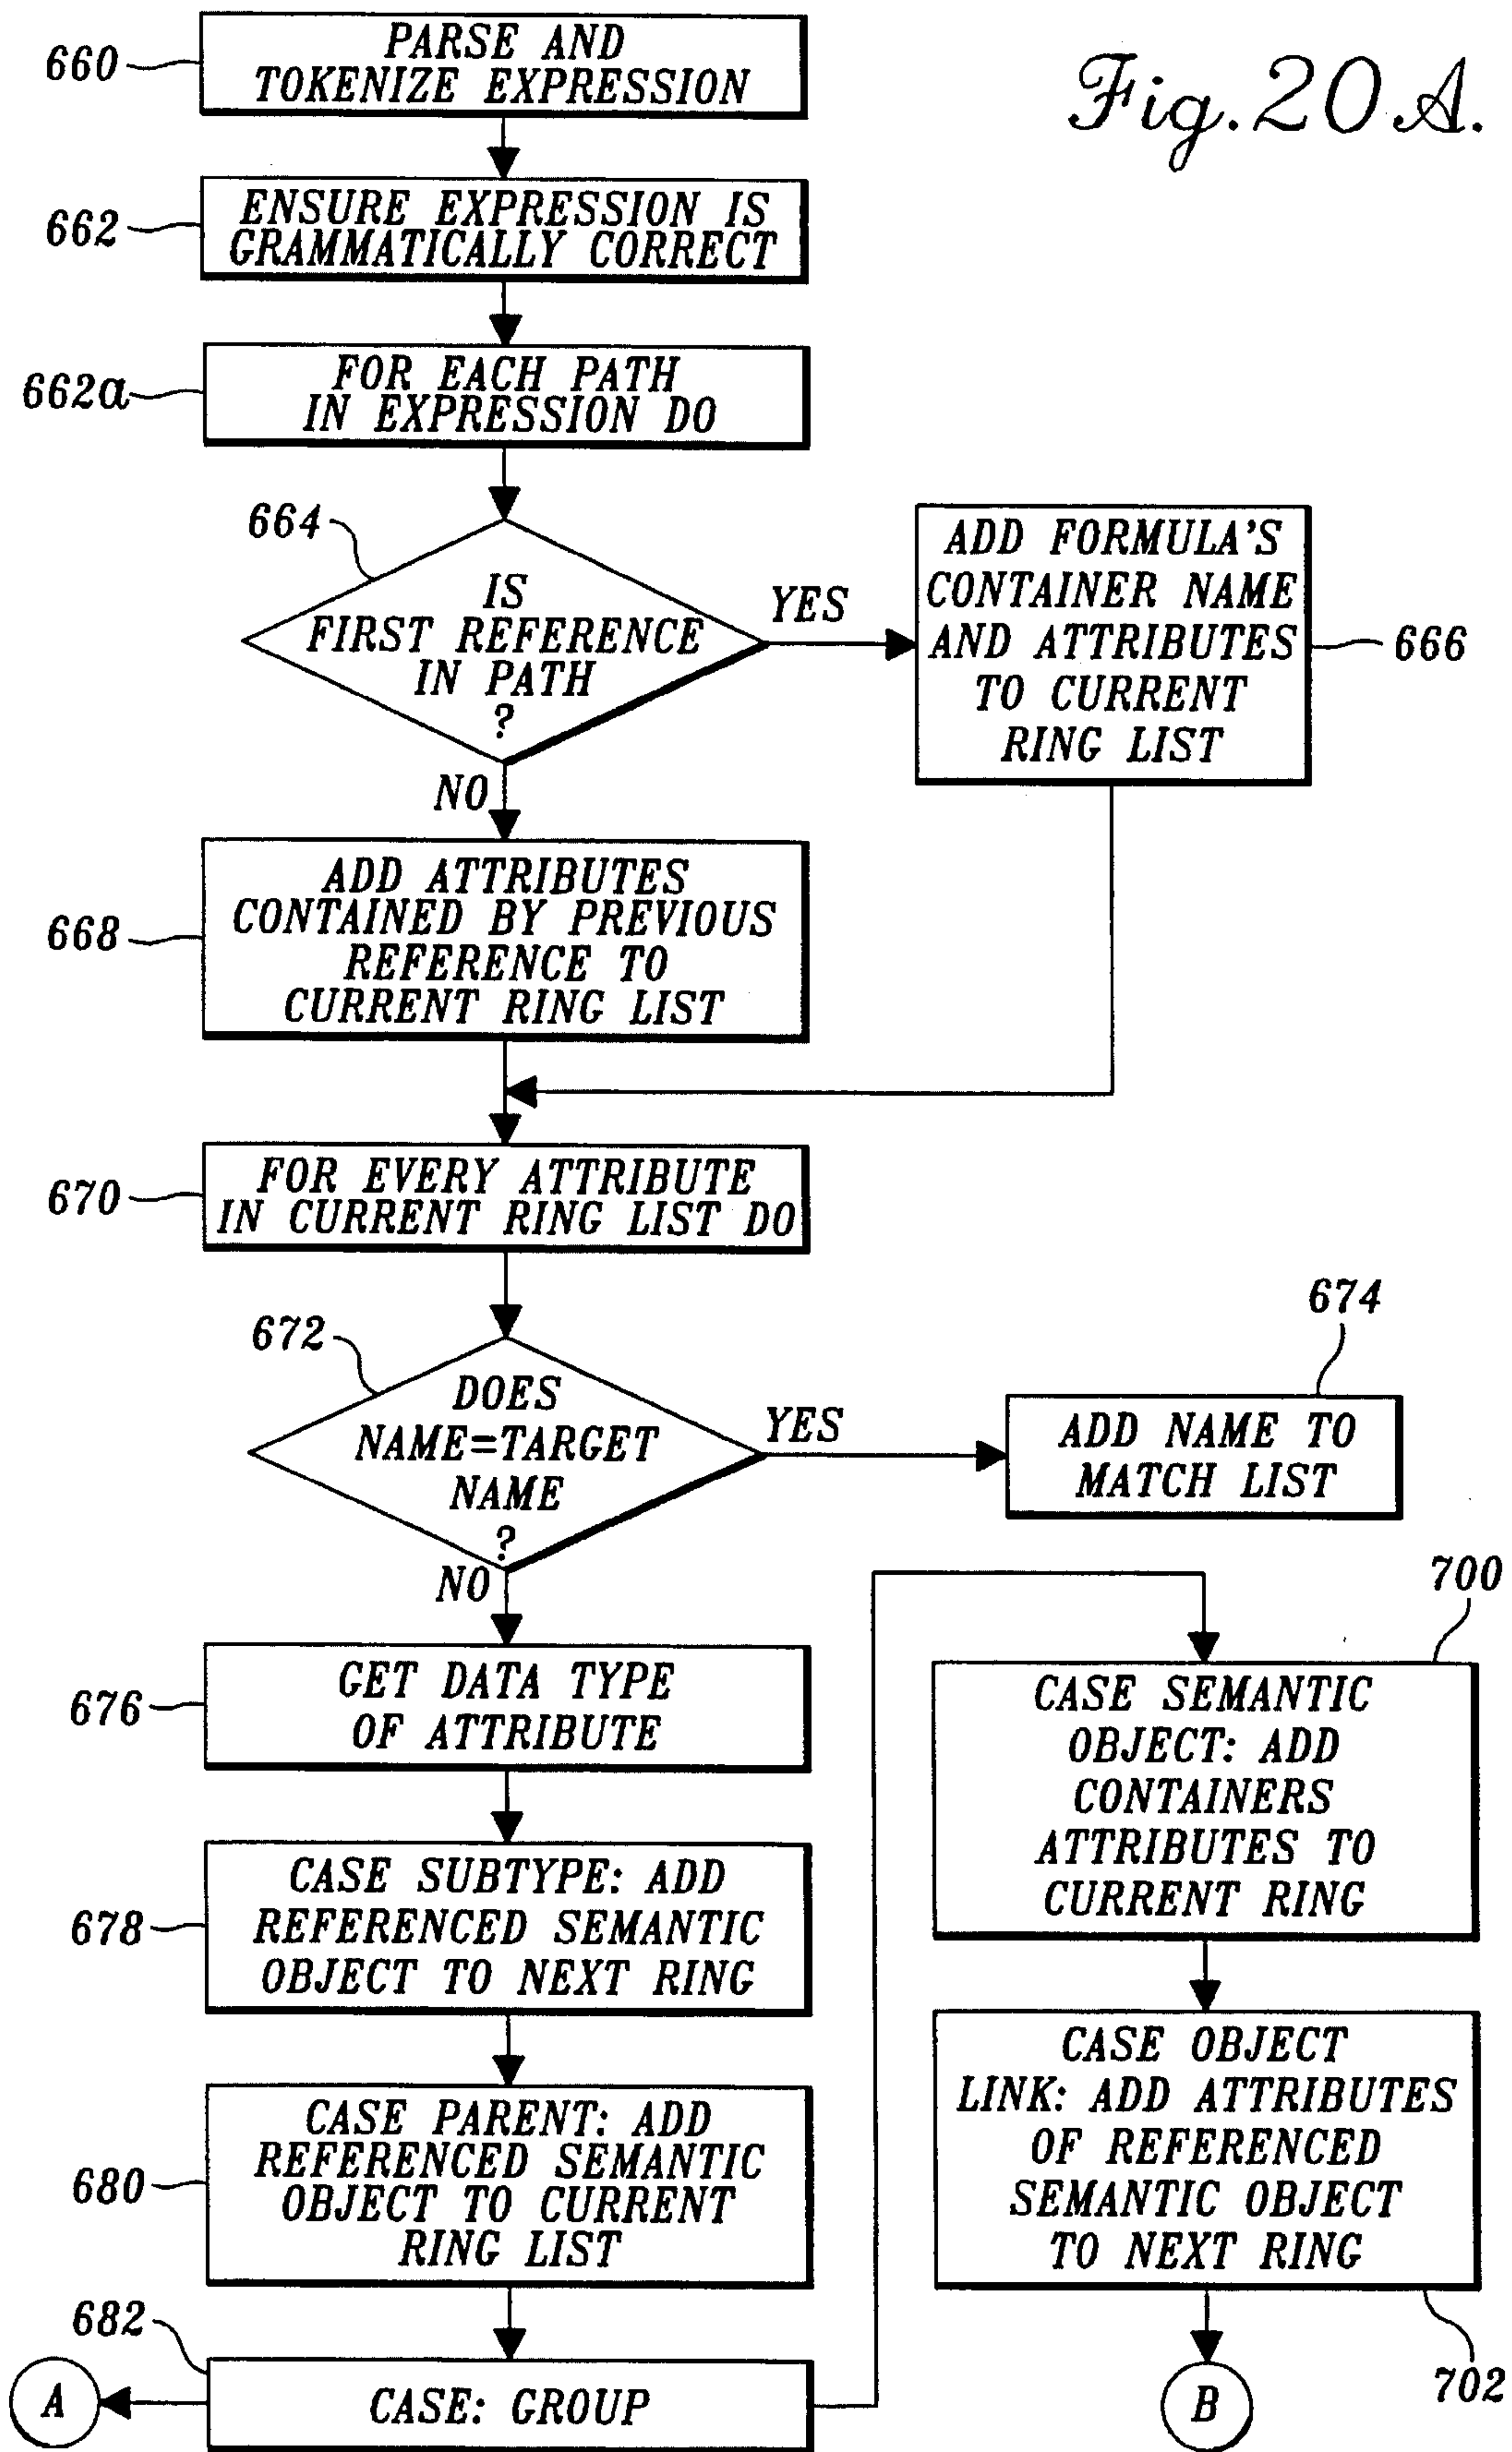 Fig. 20A.
660
PARSE AND
TOKENIZE EXPRESSION
662
ENSURE EXPRESSION IS
GRAMMATICALLY CORRECT
662a
FOR EACH PATH
IN EXPRESSION DO
664
IS
FIRST REFERENCE
IN PATH
?
YES
NO
ADD FORMULA'S
CONTAINER NAME
AND ATTRIBUTES
TO CURRENT
RING LIST
666
668
ADD ATTRIBUTES
CONTAINED BY PREVIOUS
REFERENCE TO
CURRENT RING LIST
670
FOR EVERY ATTRIBUTE
IN CURRENT RING LIST DO
672
DOES
NAME=TARGET
NAME
?
YES
NO
674
ADD NAME TO
MATCH LIST
676
GET DATA TYPE
OF ATTRIBUTE
678
CASE SUBTYPE: ADD
REFERENCED SEMANTIC
OBJECT TO NEXT RING
680
CASE PARENT: ADD
REFERENCED SEMANTIC
OBJECT TO CURRENT
RING LIST
682
CASE: GROUP
A
700
CASE SEMANTIC
OBJECT: ADD
CONTAINERS
ATTRIBUTES TO
CURRENT RING
CASE OBJECT
LINK: ADD ATTRIBUTES
OF REFERENCED
SEMANTIC OBJECT
TO NEXT RING
702
B